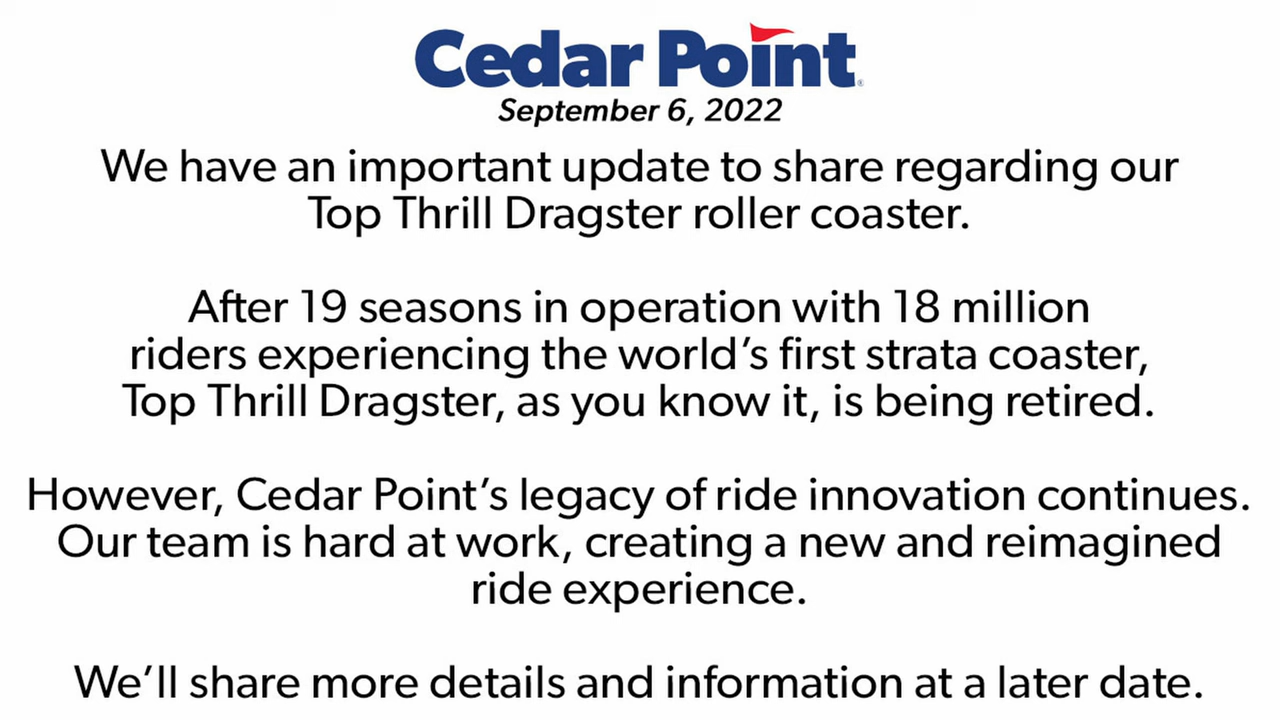 Cedar Point®
September 6, 2022
We have an important update to share regarding our
Top Thrill Dragster roller coaster.
After 19 seasons in operation with 18 million
riders experiencing the world’s first strata coaster,
Top Thrill Dragster, as you know it, is being retired.
However, Cedar Point’s legacy of ride innovation continues.
Our team is hard at work, creating a new and reimagined
ride experience.
We’ll share more details and information at a later date.